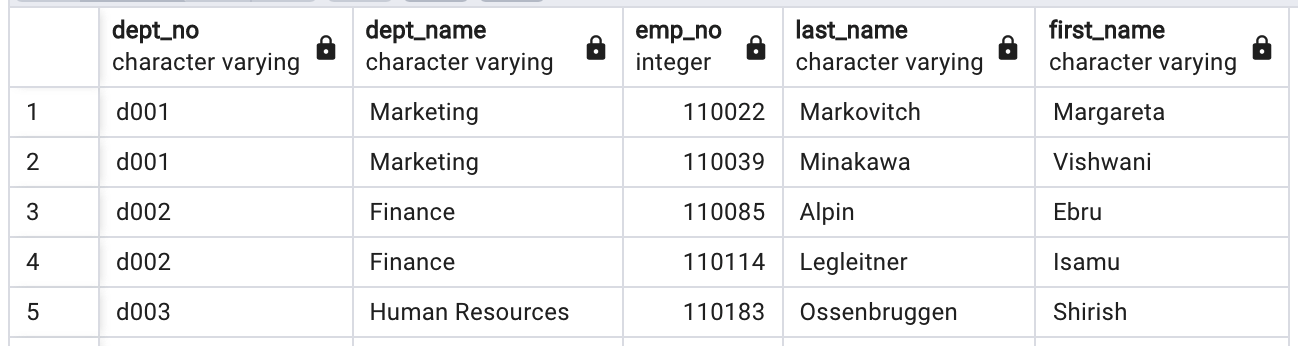 dept_no dept_name emp_no last_name first_name
character varying character varying integer character varying character varying
1 d001 Marketing 110022 Markovitch Margareta
2 d001 Marketing 110039 Minakawa Vishwani
3 d002 Finance 110085 Alpin Ebru
4 d002 Finance 110114 Legleitner Isamu
5 d003 Human Resources 110183 Ossenbruggen Shirish